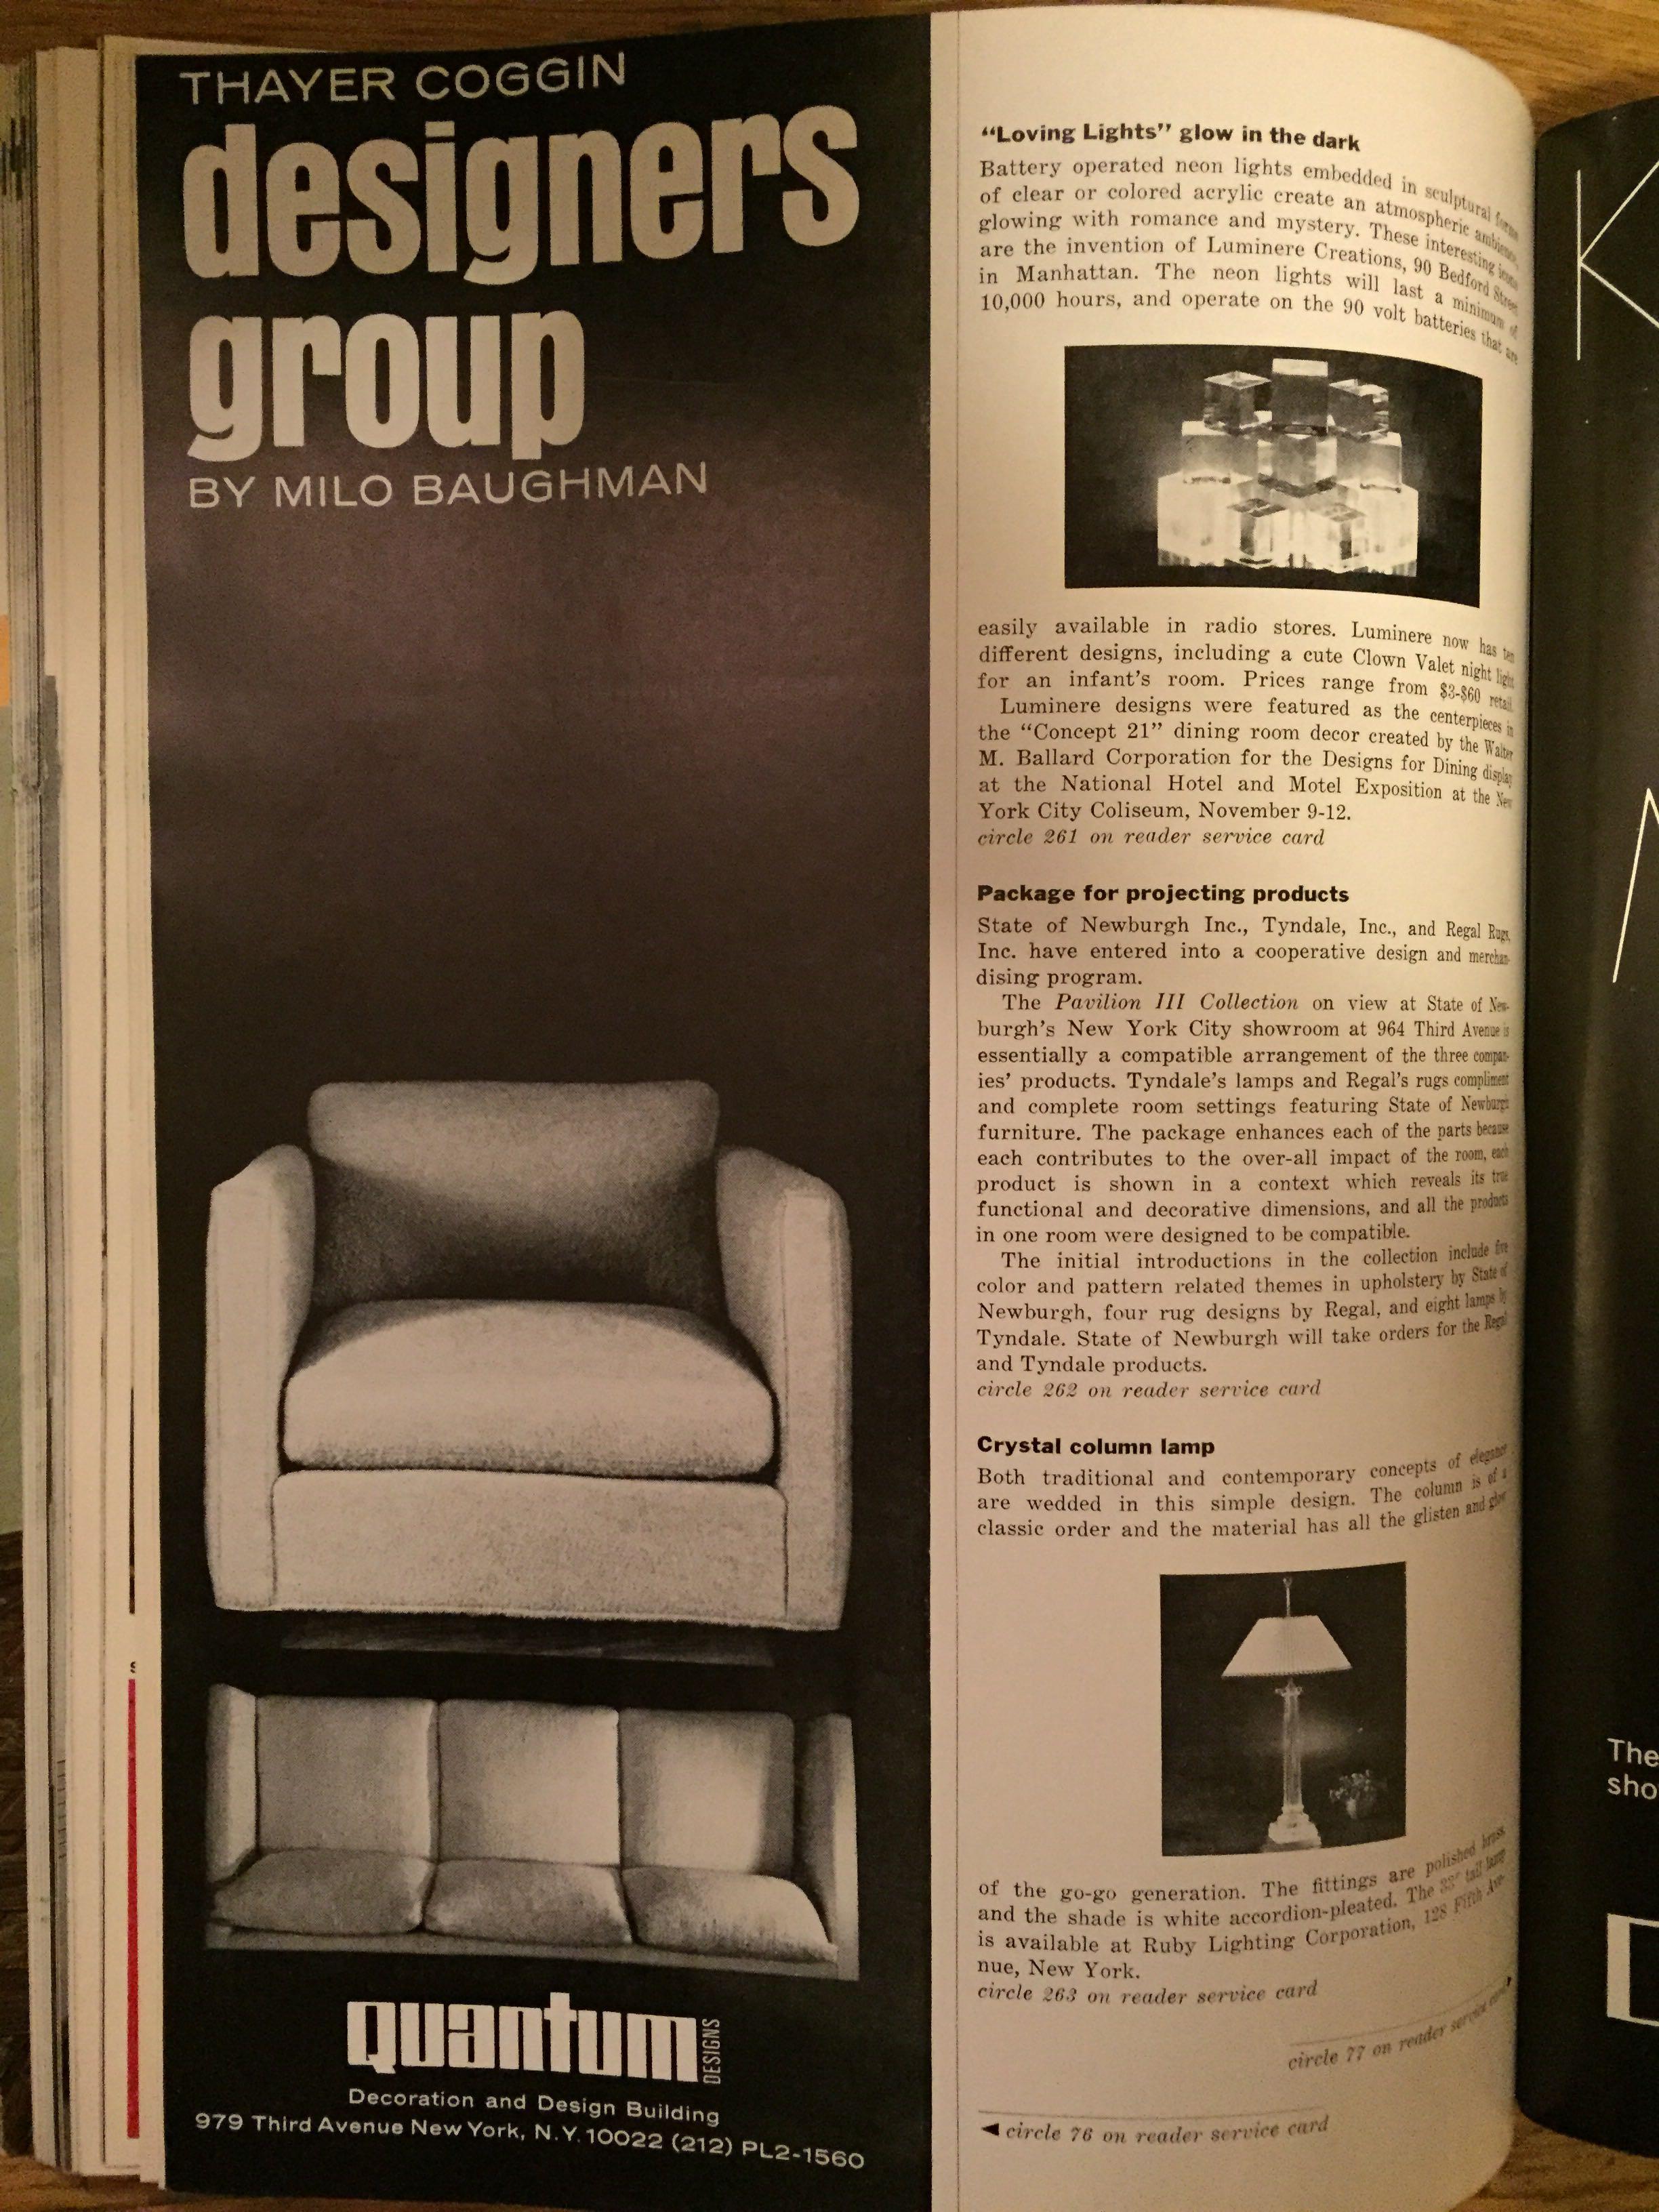 THAYER COGGIN
designers
group
BY MILO BAUGHMAN
quantum DESIGNS
Decoration and Design Building
979 Third Avenue New York, N.Y. 10022 (212) PL2-1560
“Loving Lights” glow in the dark
Battery operated neon lights embedded in sculptural forms
of clear or colored acrylic create an atmospheric ambience,
glowing with romance and mystery. These interesting
are the invention of Luminere Creations, 90 Bedford Street
in Manhattan. The neon lights will last a minimum of
10,000 hours, and operate on the 90 volt batteries that are
easily available in radio stores. Luminere now has ten
different designs, including a cute Clown Valet night light
for an infant’s room. Prices range from $3-$60 retail.
Luminere designs were featured as the centerpieces in
the “Concept 21” dining room decor created by the Walter
M. Ballard Corporation for the Designs for Dining display
at the National Hotel and Motel Exposition at the New
York City Coliseum, November 9-12.
circle 261 on reader service card
Package for projecting products
State of Newburgh Inc., Tyndale, Inc., and Regal Rugs,
Inc. have entered into a cooperative design and merchan-
dising program.
The Pavilion III Collection on view at State of New-
burgh’s New York City showroom at 964 Third Avenue is
essentially a compatible arrangement of the three compan-
ies’ products. Tyndale’s lamps and Regal’s rugs compliment
and complete room settings featuring State of Newburgh
furniture. The package enhances each of the parts because
each contributes to the over-all impact of the room, each
product is shown in a context which reveals its true
functional and decorative dimensions, and all the products
in one room were designed to be compatible.
The initial introductions in the collection include five
color and pattern related themes in upholstery by State of
Newburgh, four rug designs by Regal, and eight lamps by
Tyndale. State of Newburgh will take orders for the Regal
and Tyndale products.
circle 262 on reader service card
Crystal column lamp
Both traditional and contemporary concepts of elegance
are wedded in this simple design. The column is of a
classic order and the material has all the glisten and glow
of the go-go generation. The fittings are polished brass
and the shade is white accordion-pleated. The 33" tall lamp
is available at Ruby Lighting Corporation, 128 Fifth Ave-
nue, New York.
circle 263 on reader service card
circle 77 on reader service card
◄ circle 76 on reader service card
K
The
sho